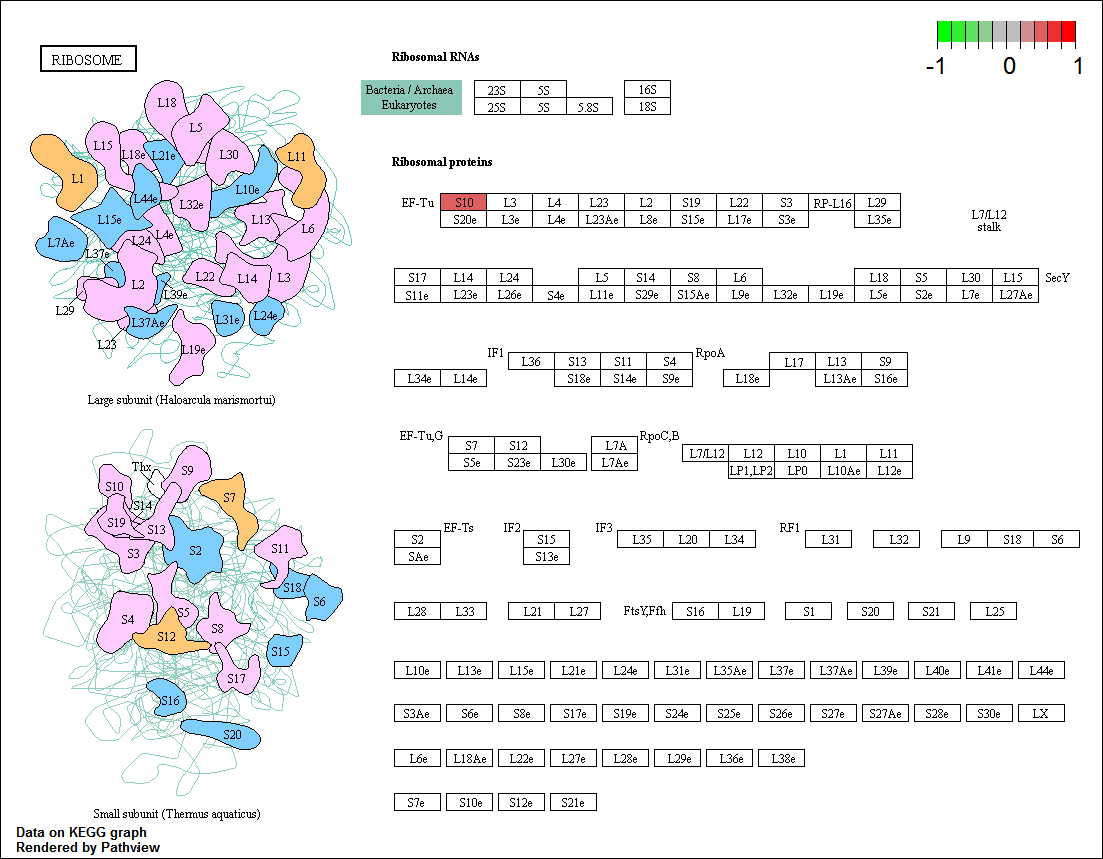 RIBOSOME
-1 0 1
Ribosomal RNAs
Bacteria / Archaea 23S 5S 16S
Eukaryotes 25S 5S 5.8S 18S
Ribosomal proteins
EF-Tu S10 L3 L4 L23 L2 S19 L22 S3 RP-L16 L29
S20e L3e L4e L23Ae L8e S15e L17e S3e L35e
L7/L12
stalk
S17 L14 L24 L5 S14 S8 L6 L18 S5 L30 L15 SecY
S11e L23e L26e S4e L11e S29e S15Ae L9e L32e L19e L5e S2e L7e L27Ae
IF1 L36 S13 S11 S4 RpoA L17 L13 S9
L34e L14e S18e S14e S9e L18e L13Ae S16e
EF-Tu,G S7 S12 L7A RpoC,B L7/L12 L12 L10 L1 L11
S5e S23e L30e L7Ae LP1,LP2 LP0 L10Ae L12e
S2 EF-Ts IF2 S15 IF3 L35 L20 L34 RF1 L31 L32 L9 S18 S6
SAe S13e
L28 L33 L21 L27 FtsY,Ffh S16 L19 S1 S20 S21 L25
L10e L13e L15e L21e L24e L31e L35Ae L37e L37Ae L39e L40e L41e L44e
S3Ae S6e S8e S17e S19e S24e S25e S26e S27e S27Ae S28e S30e LX
L6e L18Ae L22e L27e L28e L29e L36e L38e
S7e S10e S12e S21e
L18
L5
L15
L18e L21e L30 L11
L1
L10e
L44e
L32e
L15e L13
L6
L7Ae L24 L4e
L37e
L2 L22 L14 L3
L39e
L29
L37Ae L31e L24e
L23
L19e
Large subunit (Haloarcula marismortui)
Thx S9
S10
S7
S14
S19 S13
S3 S2 S11
S18
S6
S4 S5
S8
S12
S15
S17
S16
S20
Small subunit (Thermus aquaticus)
Data on KEGG graph
Rendered by Pathview